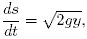 ds/dt = √2gy,